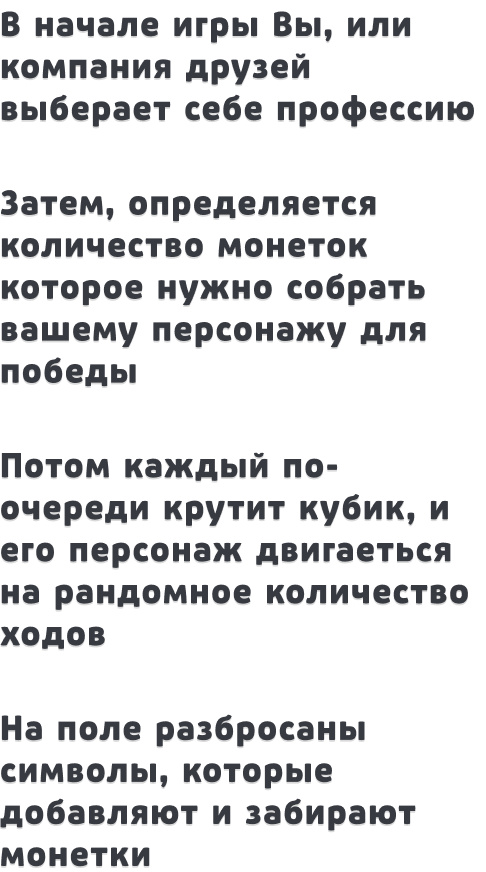 В начале игры Вы, или
компания друзей
выберает себе профессию
Затем, определяется
количество монеток
которое нужно собрать
вашему персонажу для
победы
Потом каждый по-
очереди крутит кубик, и
его персонаж двигаеться
на рандомное количество
ходов
На поле разбросаны
символы, которые
добавляют и забирают
монетки